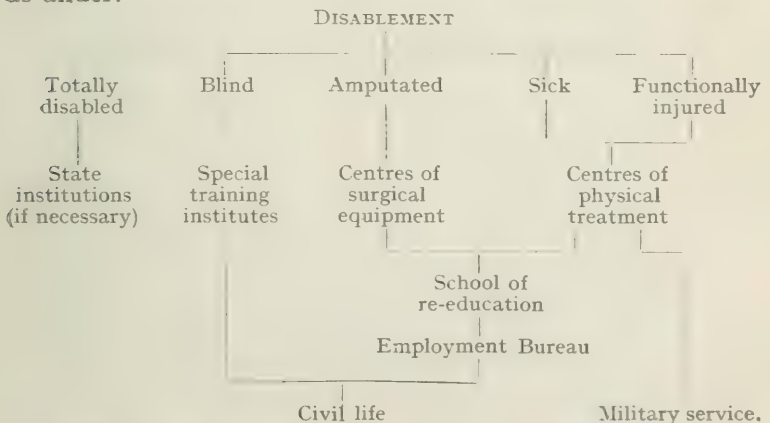 as under:
DISABLEMENT
Totally disabled
Blind
Amputated
Sick
Functionally injured
State institutions (if necessary)
Special training institutes
Centres of surgical equipment
Centres of physical treatment
School of re-education
Employment Bureau
Civil life
Military service.